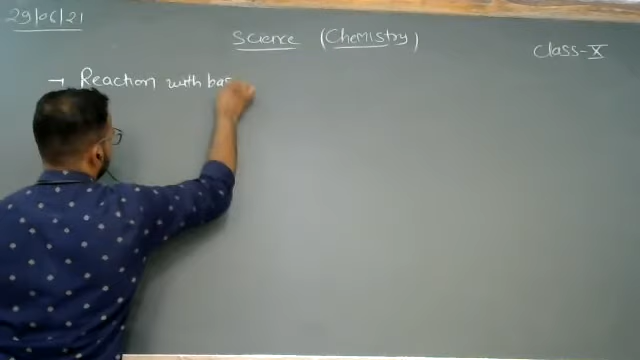 29/06/21
Science (Chemistry)
Class-X
→ Reaction with bas